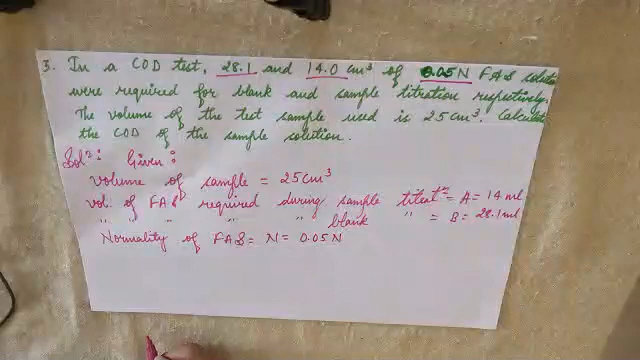 3. In a COD test, 28.1 and 14.0 cm³ of 0.05N FAS solution
were required for blank and sample titration respectively.
The volume of the test sample used is 25cm³. Calculate
the COD of the sample solution.
Solⁿ: Given:
volume of sample = 25cm³
vol. of FAS required during sample titratⁿ = A = 14 ml
" " " " " blank " = B = 28.1ml
Normality of FAS = N = 0.05N